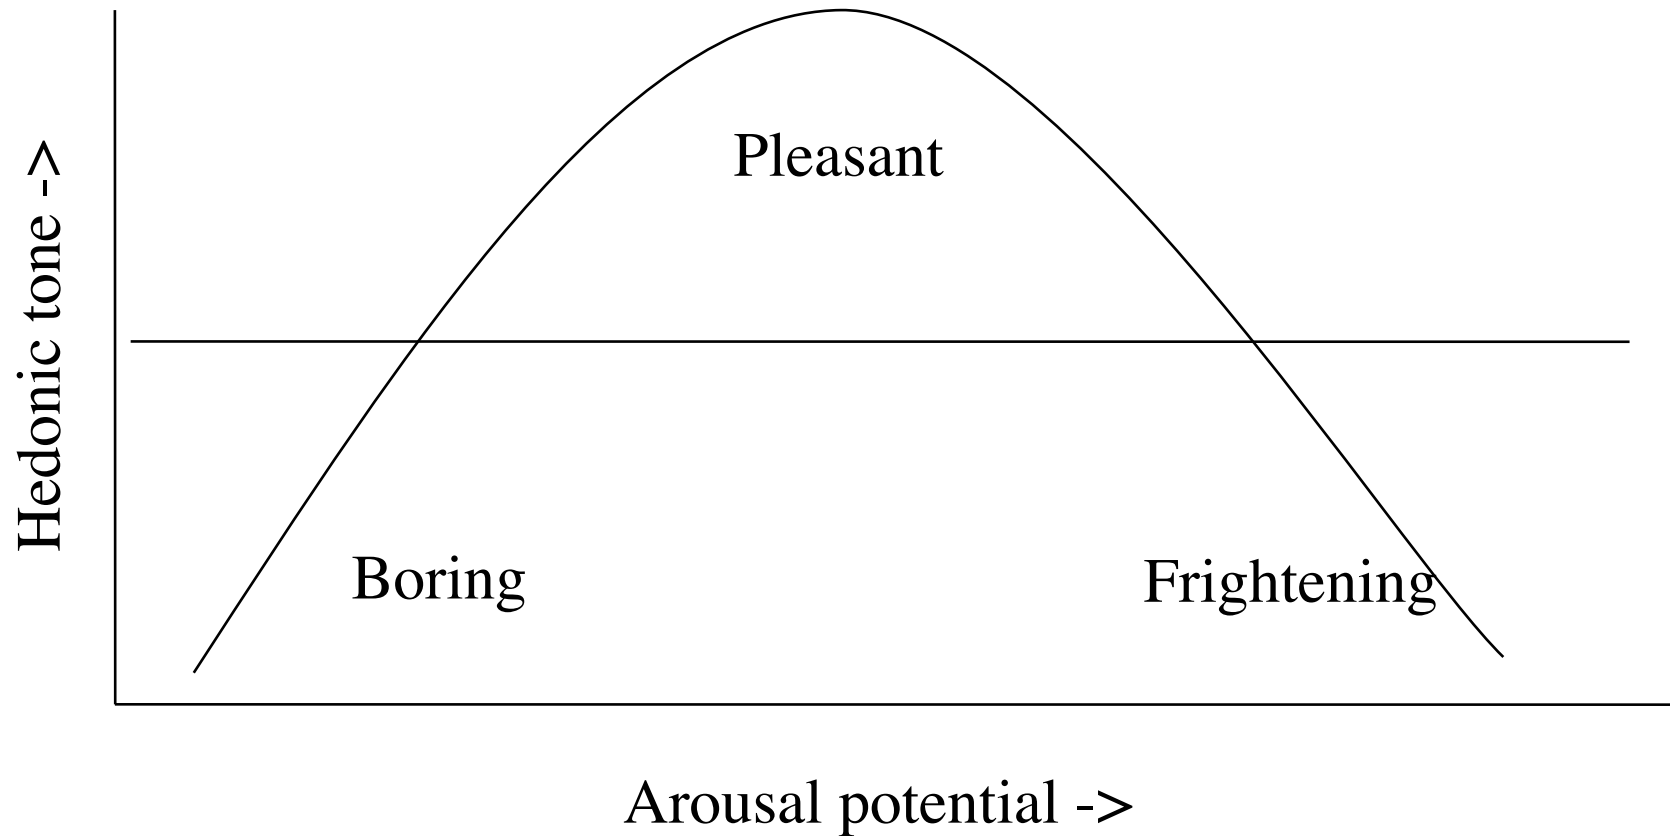 Hedonic tone ->
Pleasant
Boring
Frightening
Arousal potential ->